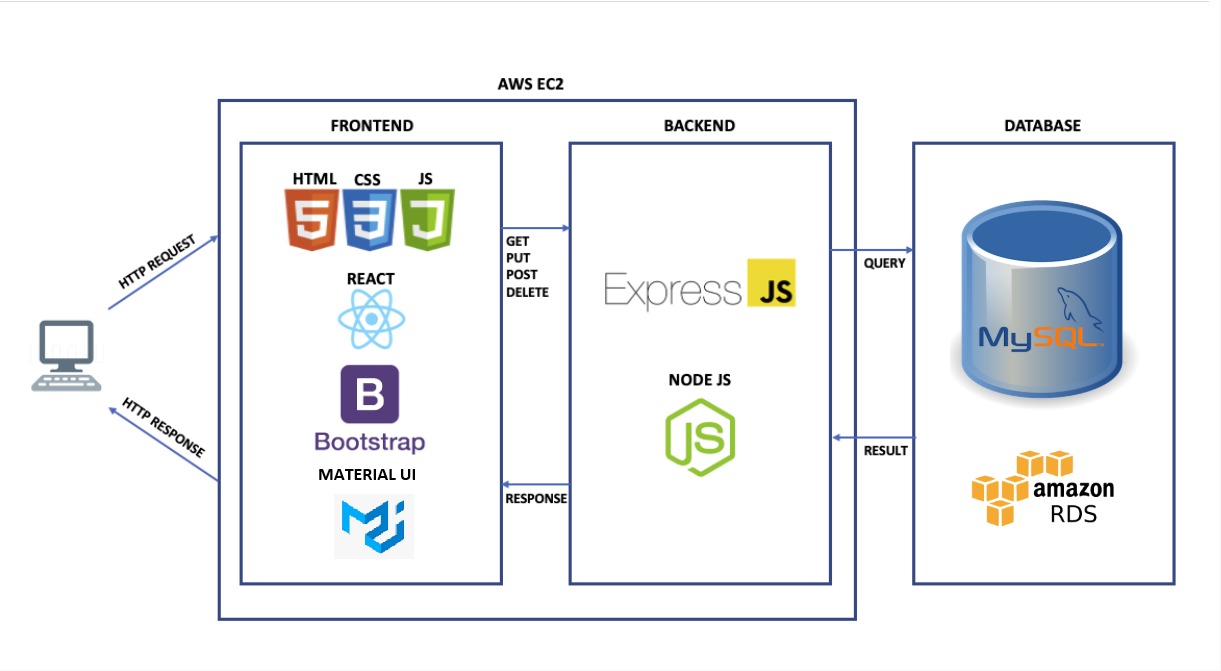 AWS EC2
FRONTEND
BACKEND
DATABASE
HTML CSS JS
5 3 J
REACT
B
Bootstrap
MATERIAL UI
HTTP REQUEST
HTTP RESPONSE
GET
PUT
POST
DELETE
RESPONSE
Express JS
NODE JS
JS
QUERY
RESULT
MySQL
amazon
RDS